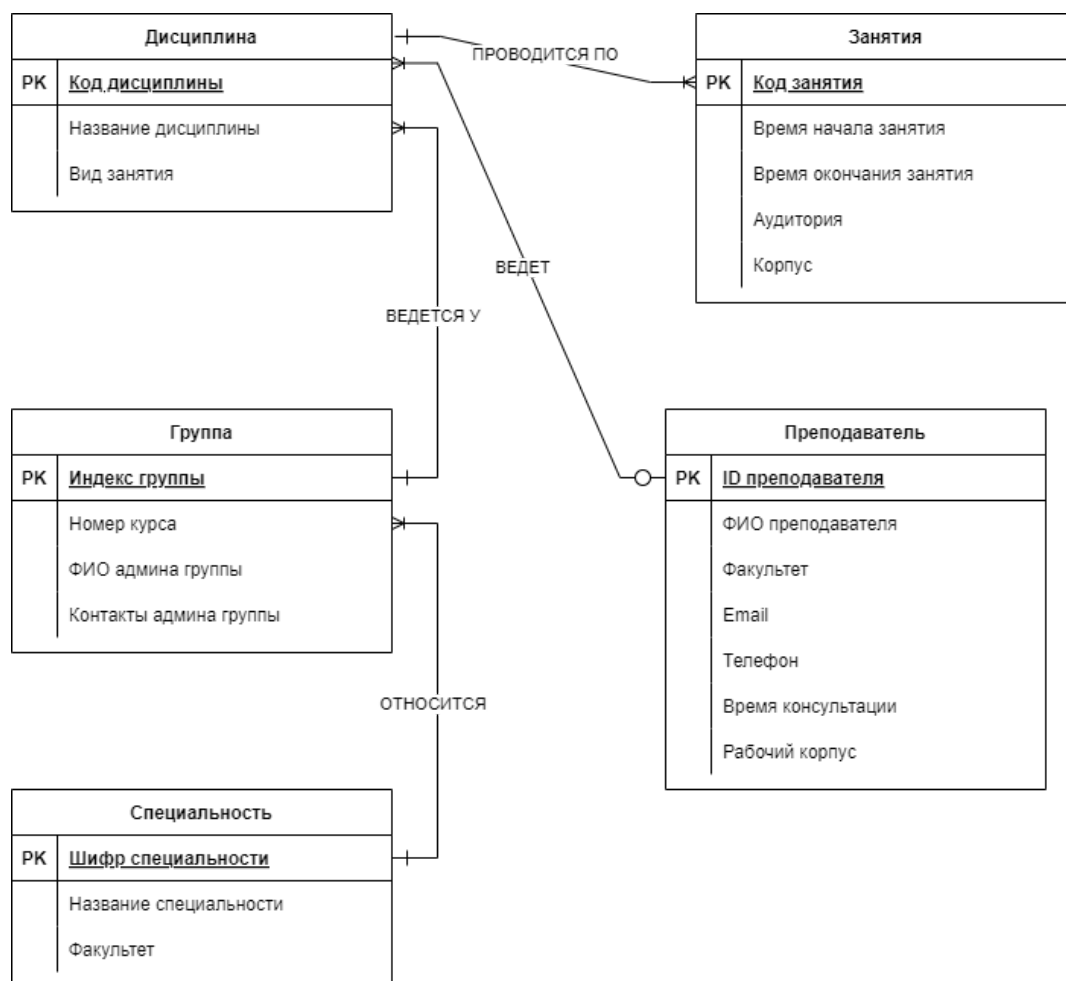 Дисциплина
PK Код дисциплины
Название дисциплины
Вид занятия
ПРОВОДИТСЯ ПО
Занятия
PK Код занятия
Время начала занятия
Время окончания занятия
Аудитория
Корпус
ВЕДЕТ
ВЕДЕТСЯ У
Группа
PK Индекс группы
Номер курса
ФИО админа группы
Контакты админа группы
Преподаватель
PK ID преподавателя
ФИО преподавателя
Факультет
Email
Телефон
Время консультации
Рабочий корпус
ОТНОСИТСЯ
Специальность
PK Шифр специальности
Название специальности
Факультет